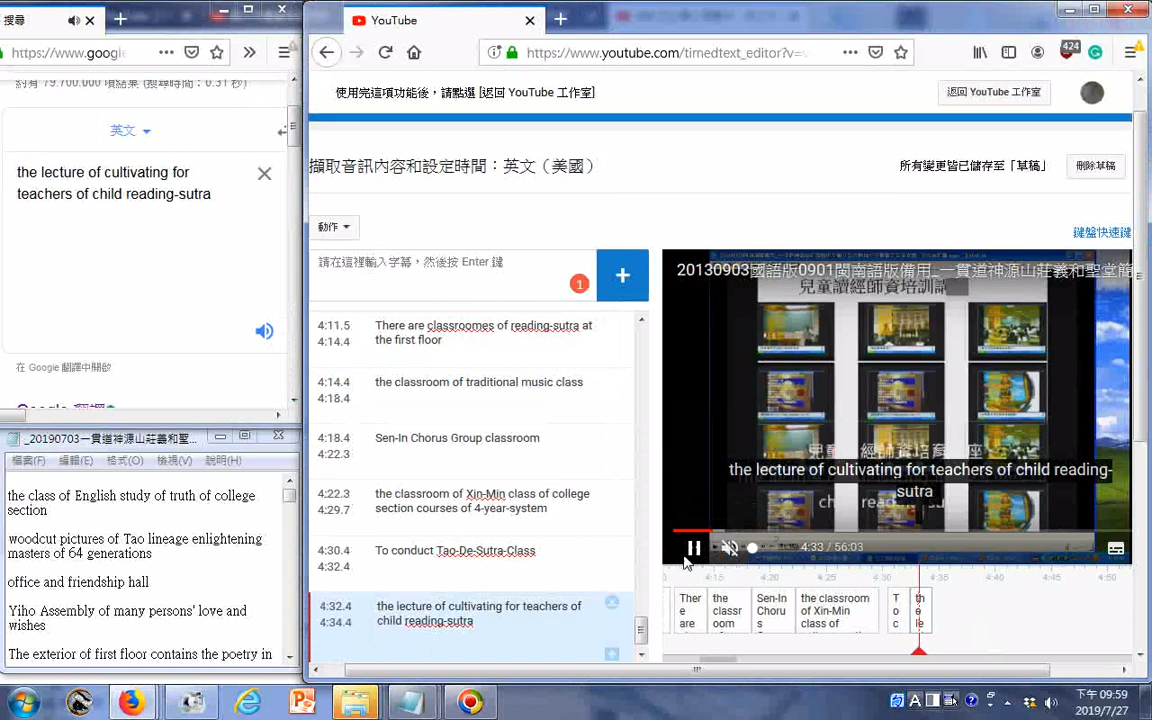 搜尋
https://www.goog
約有 79,700,000 項結果 (搜尋時間：0.31 秒)
英文
the lecture of cultivating for
teachers of child reading-sutra
在 Google 翻譯中開啟
_20190703一貫道神源山莊義和聖...
檔案(F) 編輯(E) 格式(O) 檢視(V) 說明(H)
the class of English study of truth of college
section
woodcut pictures of Tao lineage enlightening
masters of 64 generations
office and friendship hall
Yiho Assembly of many persons' love and
wishes
The exterior of first floor contains the poetry in
YouTube
https://www.youtube.com/timedtext_editor?v=
424
使用完這項功能後，請點選 [返回 YouTube 工作室]
返回 YouTube 工作室
擷取音訊內容和設定時間：英文（美國）
所有變更皆已儲存至「草稿」
刪除草稿
動作
鍵盤快速鍵
請在這裡輸入字幕，然後按 Enter 鍵
1
4:11.5 There are classroomes of reading-sutra at
4:14.4 the first floor
4:14.4 the classroom of traditional music class
4:18.4
4:18.4 Sen-In Chorus Group classroom
4:22.3
4:22.3 the classroom of Xin-Min class of college
4:29.7 section courses of 4-year-system
4:30.4 To conduct Tao-De-Sutra-Class
4:32.4
4:32.4 the lecture of cultivating for teachers of
4:34.4 child reading-sutra
20130903國語版0901閩南語版備用_一貫道神源山莊義和聖堂簡
兒童讀經師資培訓講
the lecture of cultivating for teachers of child reading-
sutra
4:33 / 56:03
4:15 4:20 4:25 4:30 4:35 4:40 4:45 4:50
Ther
e
are
the
classr
oom
of
Sen-In
Choru
s
the classroom
of Xin-Min
class of
T
o
c
th
e
le
下午 09:59
2019/7/27